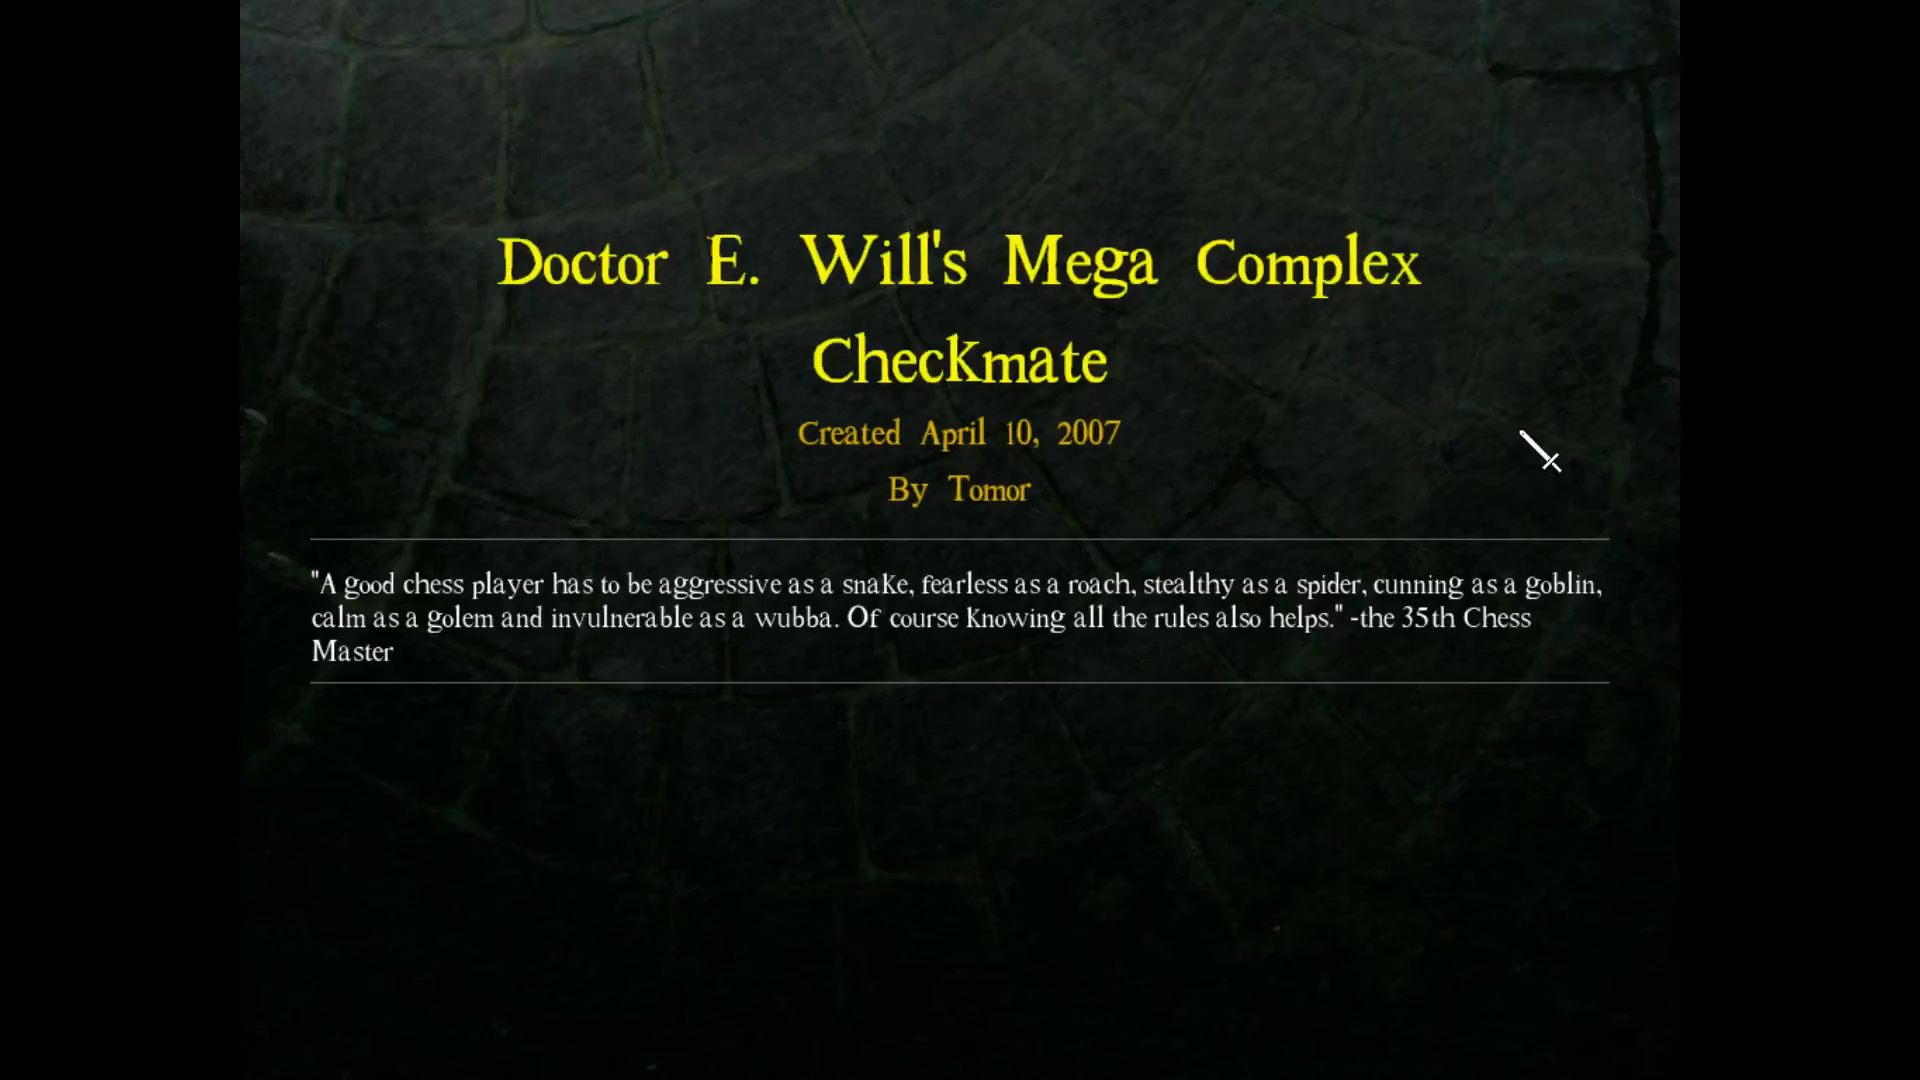 Doctor E. Will's Mega Complex
Checkmate
Created April 10, 2007
By Tomor
"A good chess player has to be aggressive as a snake, fearless as a roach, stealthy as a spider, cunning as a goblin,
calm as a golem and invulnerable as a wubba. Of course knowing all the rules also helps." -the 35th Chess
Master